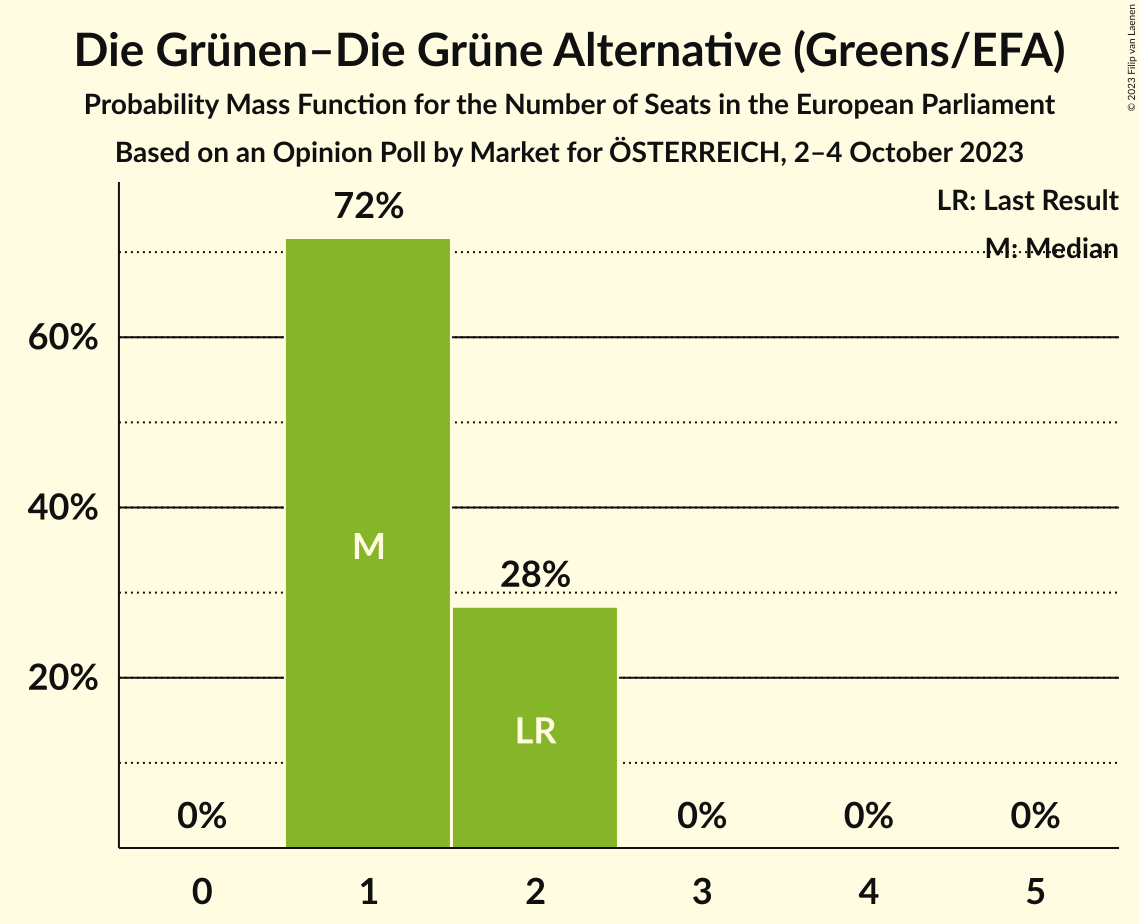 Die Grünen–Die Grüne Alternative (Greens/EFA)
Probability Mass Function for the Number of Seats in the European Parliament
Based on an Opinion Poll by Market for ÖSTERREICH, 2–4 October 2023
© 2023 Filip van Laenen
LR: Last Result
M: Median
72%
60%
40%
M
28%
20%
LR
0%
0%
0%
0%
0
1
2
3
4
5